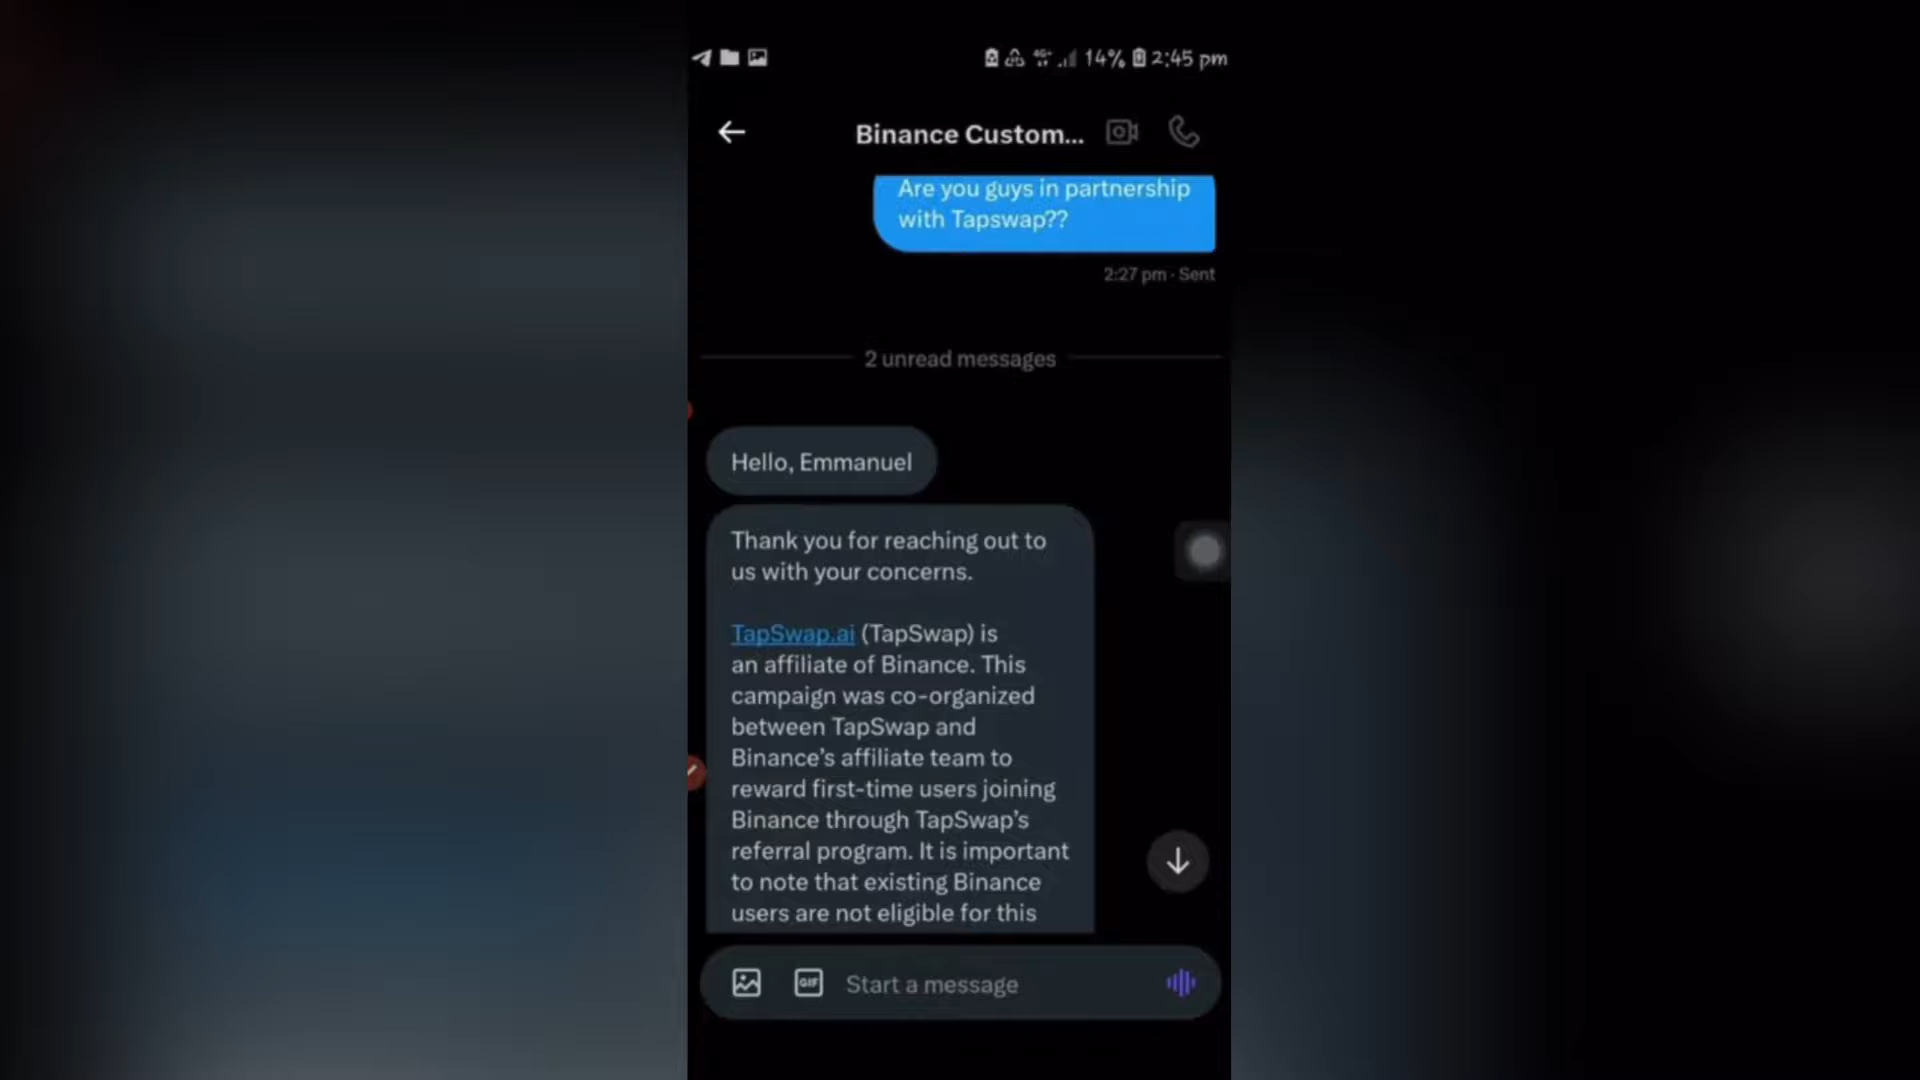 14% 2:45 pm
Binance Custom...
Are you guys in partnership
with Tapswap??
2:27 pm · Sent
2 unread messages
Hello, Emmanuel
Thank you for reaching out to
us with your concerns.
TapSwap.ai (TapSwap) is
an affiliate of Binance. This
campaign was co-organized
between TapSwap and
Binance’s affiliate team to
reward first-time users joining
Binance through TapSwap’s
referral program. It is important
to note that existing Binance
users are not eligible for this
GIF Start a message